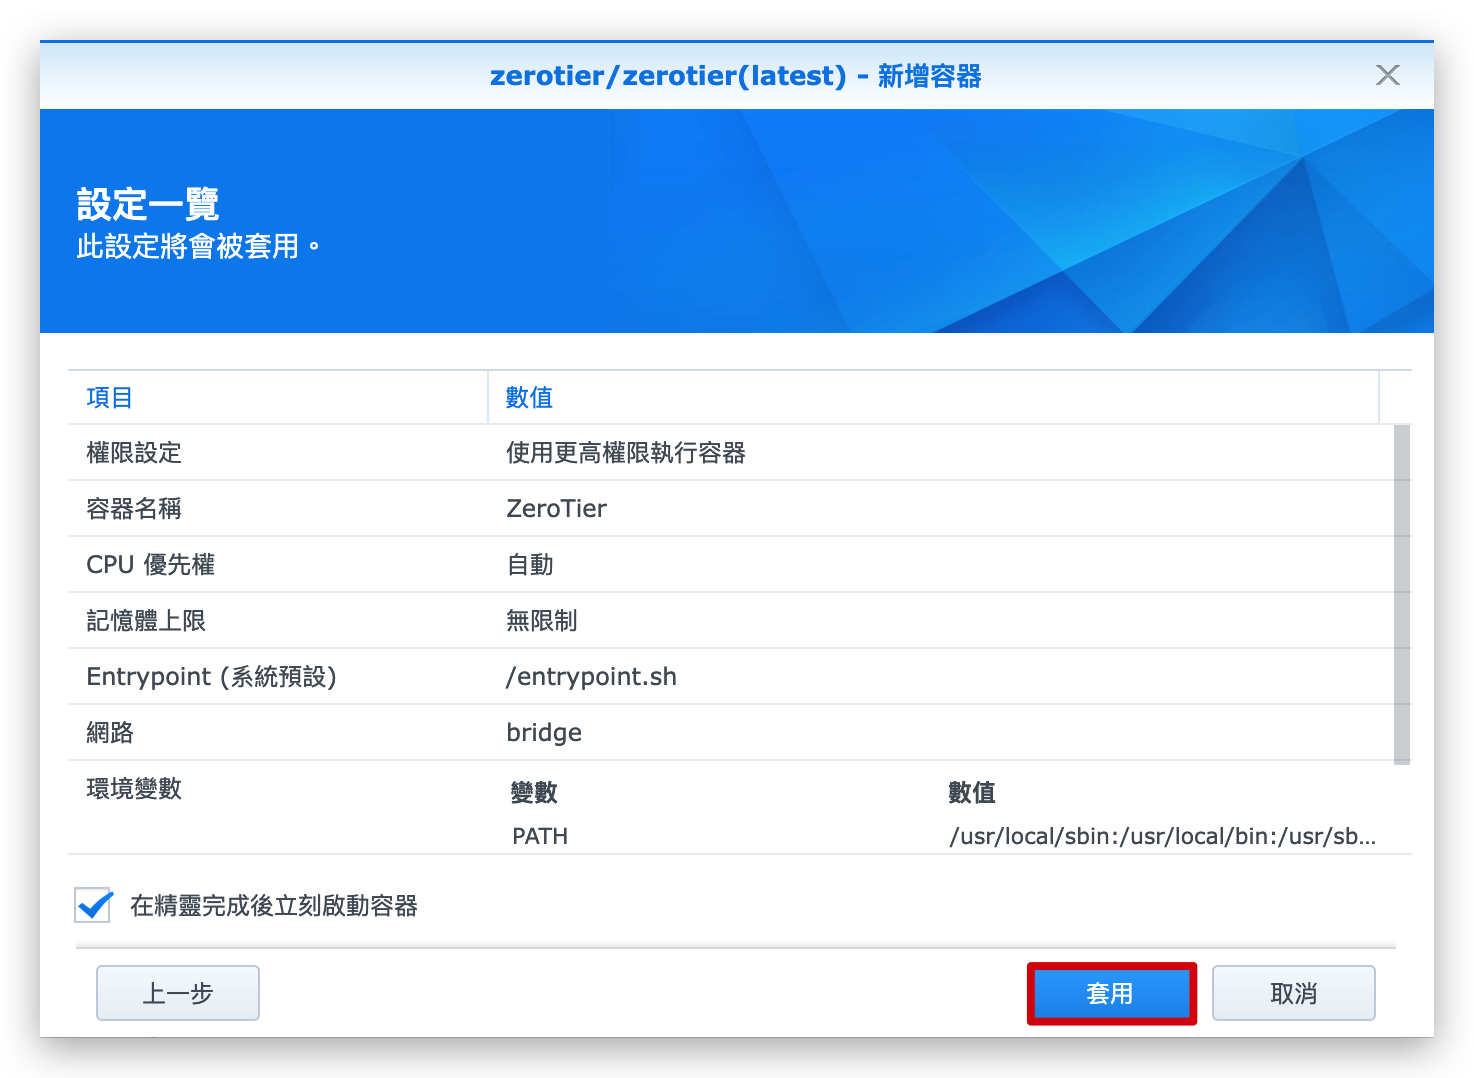 zerotier/zerotier(latest) - 新增容器
設定一覽
此設定將會被套用。
項目 數值
權限設定 使用更高權限執行容器
容器名稱 ZeroTier
CPU 優先權 自動
記憶體上限 無限制
Entrypoint (系統預設) /entrypoint.sh
網路 bridge
環境變數 變數 數值
PATH /usr/local/sbin:/usr/local/bin:/usr/sb...
在精靈完成後立刻啟動容器
上一步 套用 取消